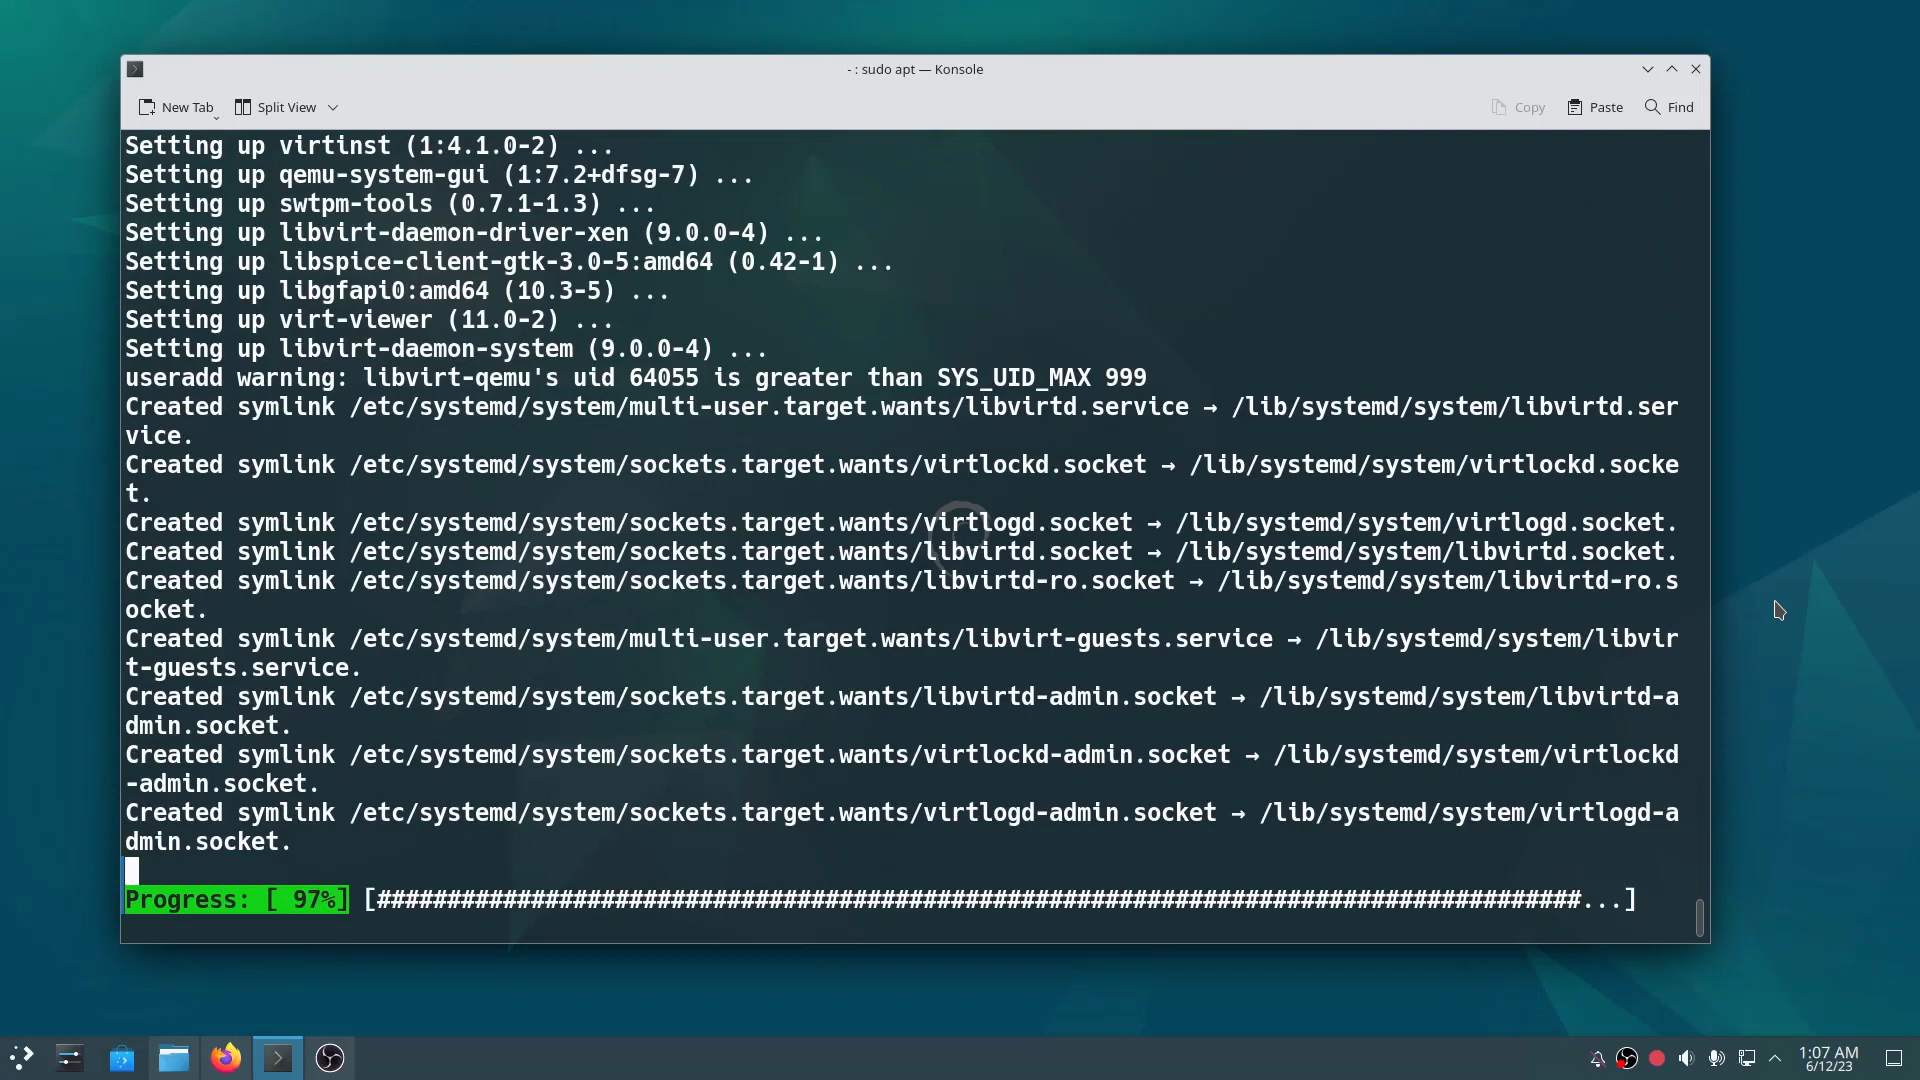 - : sudo apt — Konsole
New Tab
Split View
Copy
Paste
Find
Setting up virtinst (1:4.1.0-2) ...
Setting up qemu-system-gui (1:7.2+dfsg-7) ...
Setting up swtpm-tools (0.7.1-1.3) ...
Setting up libvirt-daemon-driver-xen (9.0.0-4) ...
Setting up libspice-client-gtk-3.0-5:amd64 (0.42-1) ...
Setting up libgfapi0:amd64 (10.3-5) ...
Setting up virt-viewer (11.0-2) ...
Setting up libvirt-daemon-system (9.0.0-4) ...
useradd warning: libvirt-qemu's uid 64055 is greater than SYS_UID_MAX 999
Created symlink /etc/systemd/system/multi-user.target.wants/libvirtd.service → /lib/systemd/system/libvirtd.ser
vice.
Created symlink /etc/systemd/system/sockets.target.wants/virtlockd.socket → /lib/systemd/system/virtlockd.socke
t.
Created symlink /etc/systemd/system/sockets.target.wants/virtlogd.socket → /lib/systemd/system/virtlogd.socket.
Created symlink /etc/systemd/system/sockets.target.wants/libvirtd.socket → /lib/systemd/system/libvirtd.socket.
Created symlink /etc/systemd/system/sockets.target.wants/libvirtd-ro.socket → /lib/systemd/system/libvirtd-ro.s
ocket.
Created symlink /etc/systemd/system/multi-user.target.wants/libvirt-guests.service → /lib/systemd/system/libvir
t-guests.service.
Created symlink /etc/systemd/system/sockets.target.wants/libvirtd-admin.socket → /lib/systemd/system/libvirtd-a
dmin.socket.
Created symlink /etc/systemd/system/sockets.target.wants/virtlockd-admin.socket → /lib/systemd/system/virtlockd
-admin.socket.
Created symlink /etc/systemd/system/sockets.target.wants/virtlogd-admin.socket → /lib/systemd/system/virtlogd-a
dmin.socket.
Progress: [ 97%] [######################################################################################...]
1:07 AM
6/12/23